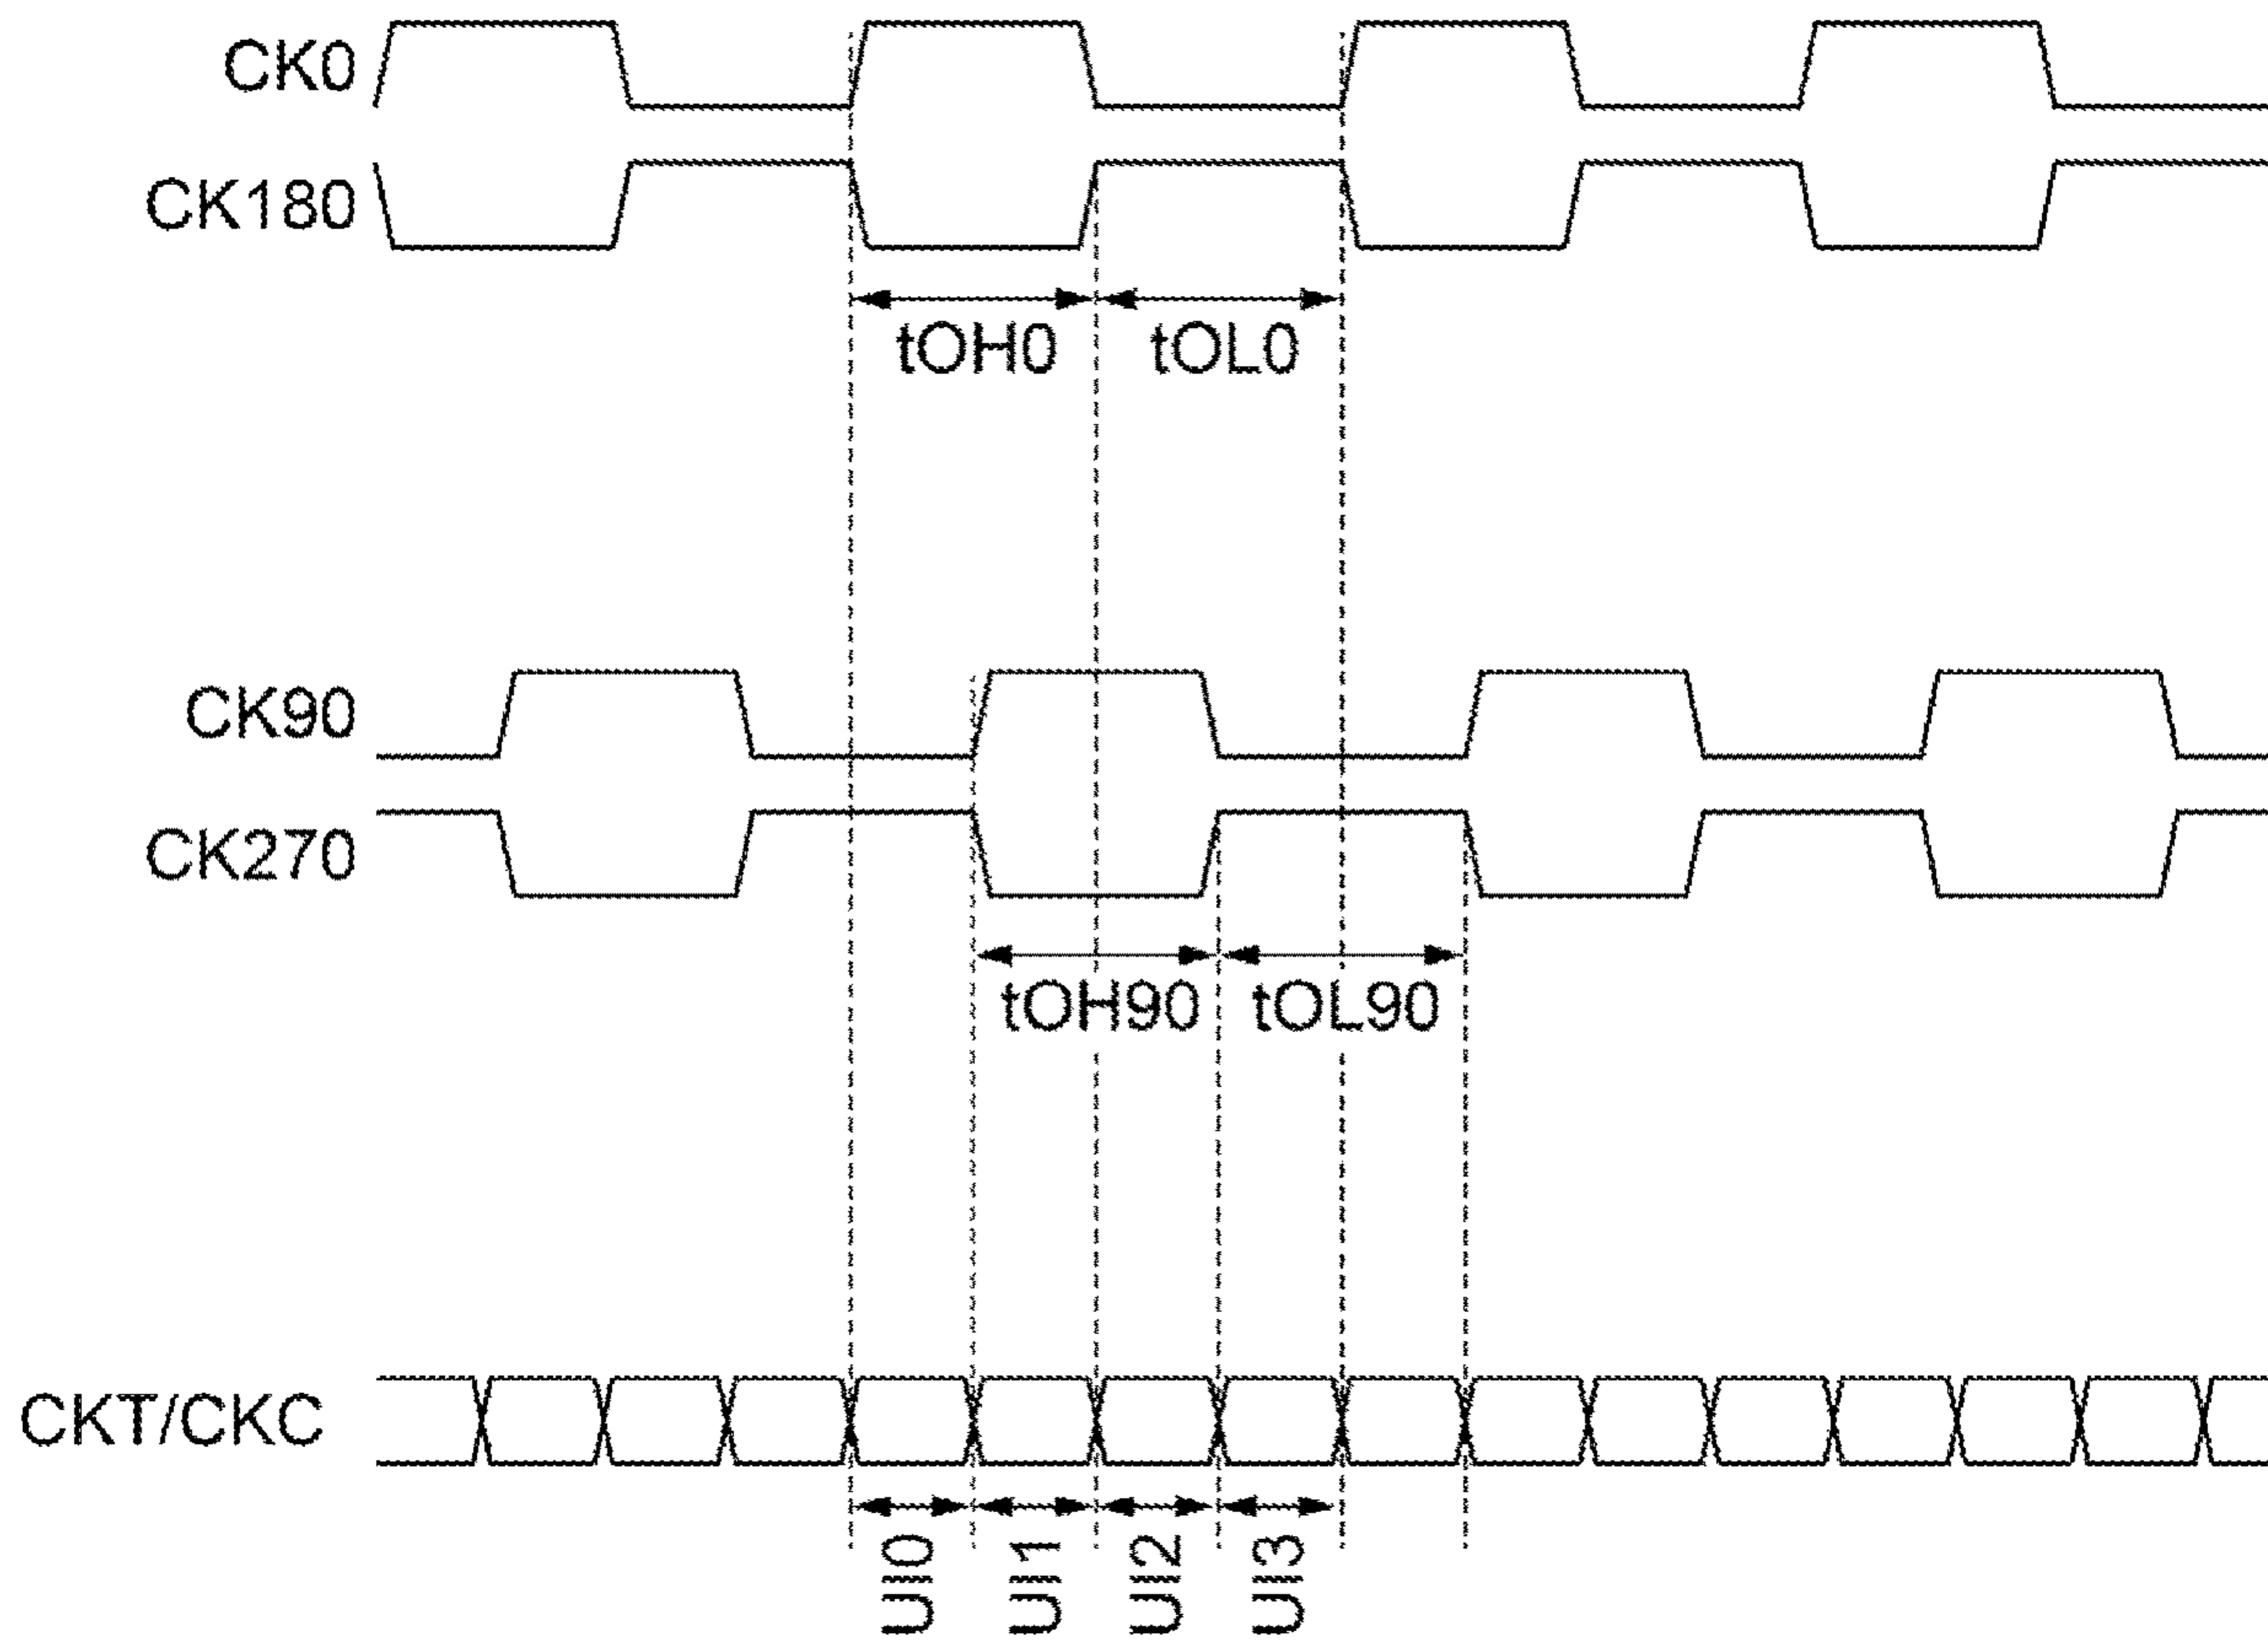 CK0
CK180
tOH0 tOL0
CK90
CK270
tOH90 tOL90
CKT/CKC
UI0 UI1 UI2 UI3